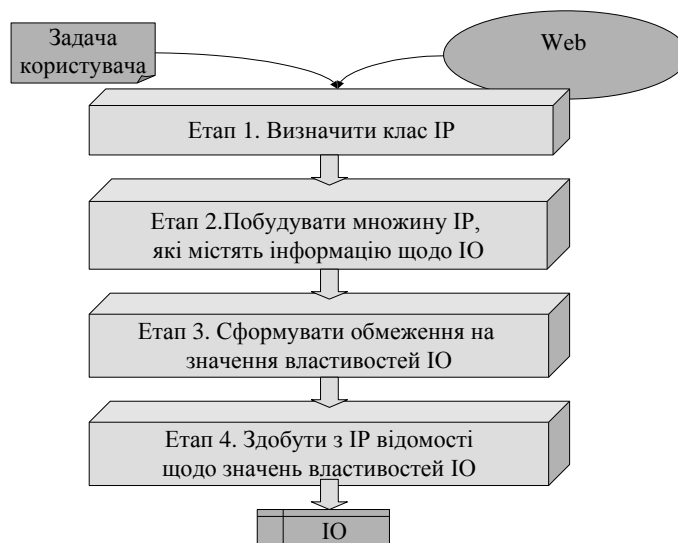 Задача
користувача
Web
Етап 1. Визначити клас ІР
Етап 2.Побудувати множину ІР,
які містять інформацію щодо ІО
Етап 3. Сформувати обмеження на
значення властивостей ІО
Етап 4. Здобути з ІР відомості
щодо значень властивостей ІО
ІО